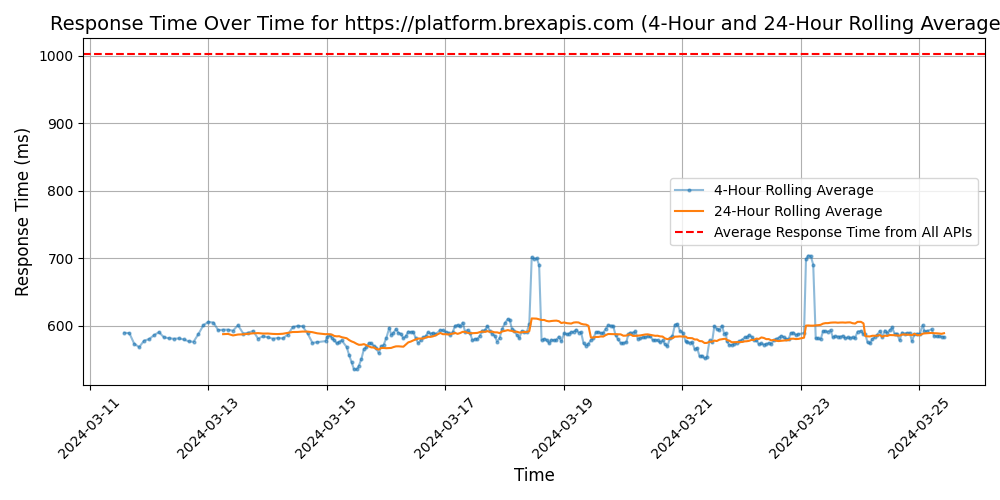 Response Time Over Time for https://platform.brexapis.com (4-Hour and 24-Hour Rolling Average
Response Time (ms)
1000
900
800
700
600
4-Hour Rolling Average
24-Hour Rolling Average
Average Response Time from All APIs
2024-03-11
2024-03-13
2024-03-15
2024-03-17
2024-03-19
2024-03-21
2024-03-23
2024-03-25
Time